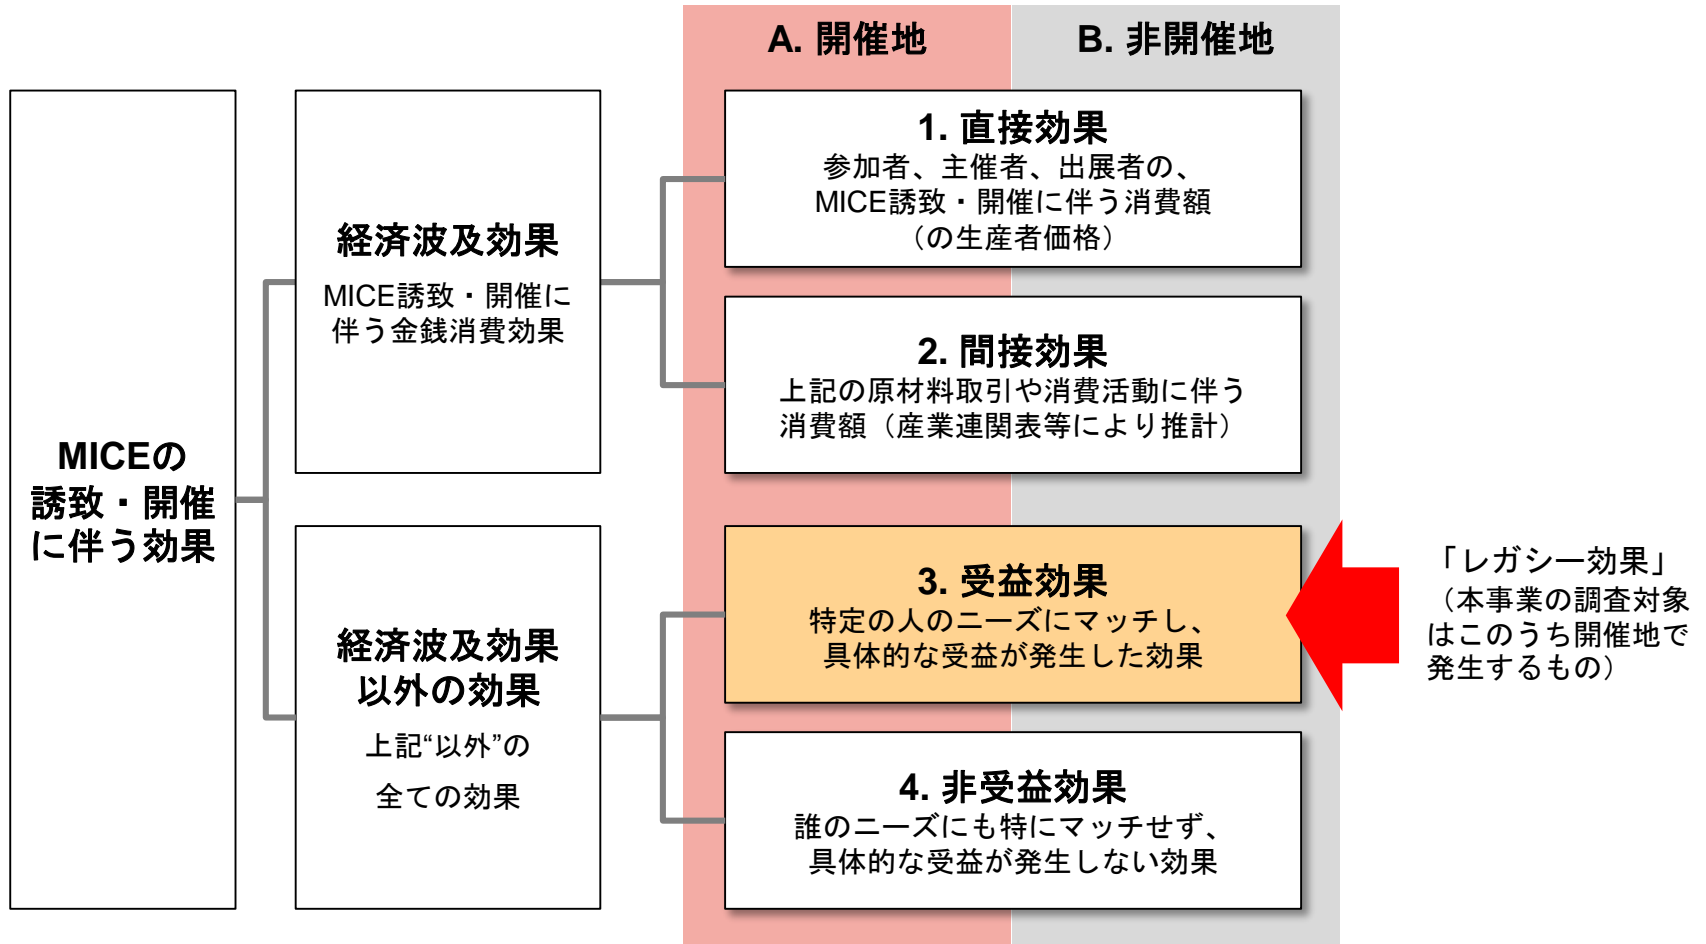 A. 開催地
B. 非開催地
MICEの
誘致・開催
に伴う効果
経済波及効果
MICE誘致・開催に
伴う金銭消費効果
1. 直接効果
参加者、主催者、出展者の、
MICE誘致・開催に伴う消費額
（の生産者価格）
2. 間接効果
上記の原材料取引や消費活動に伴う
消費額（産業連関表等により推計）
経済波及効果
以外の効果
上記“以外”の
全ての効果
3. 受益効果
特定の人のニーズにマッチし、
具体的な受益が発生した効果
4. 非受益効果
誰のニーズにも特にマッチせず、
具体的な受益が発生しない効果
「レガシー効果」
（本事業の調査対象
はこのうち開催地で
発生するもの）